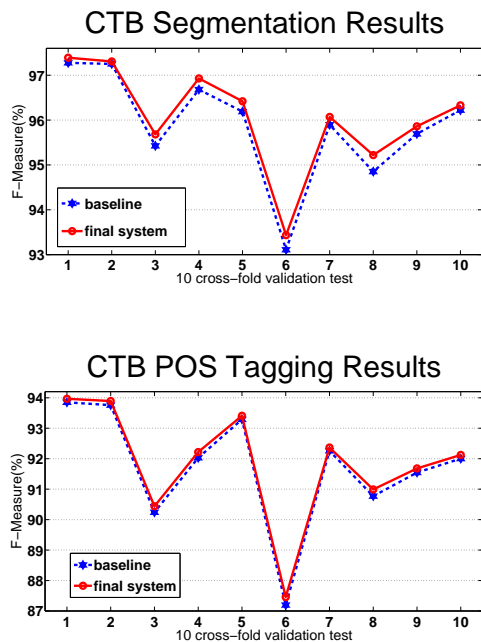 CTB Segmentation Results
F-Measure(%)
97
96
95
94
93
baseline
final system
1 2 3 4 5 6 7 8 9 10
10 cross-fold validation test
CTB POS Tagging Results
F-Measure(%)
94
93
92
91
90
89
88
87
baseline
final system
1 2 3 4 5 6 7 8 9 10
10 cross-fold validation test